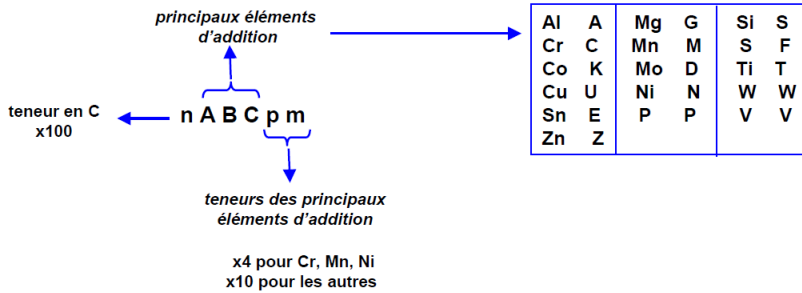 principaux éléments
d'addition
teneur en C
x100
n A B C p m
teneurs des principaux
éléments d'addition
x4 pour Cr, Mn, Ni
x10 pour les autres
Al A Mg G Si S
Cr C Mn M S F
Co K Mo D Ti T
Cu U Ni N W W
Sn E P P V V
Zn Z